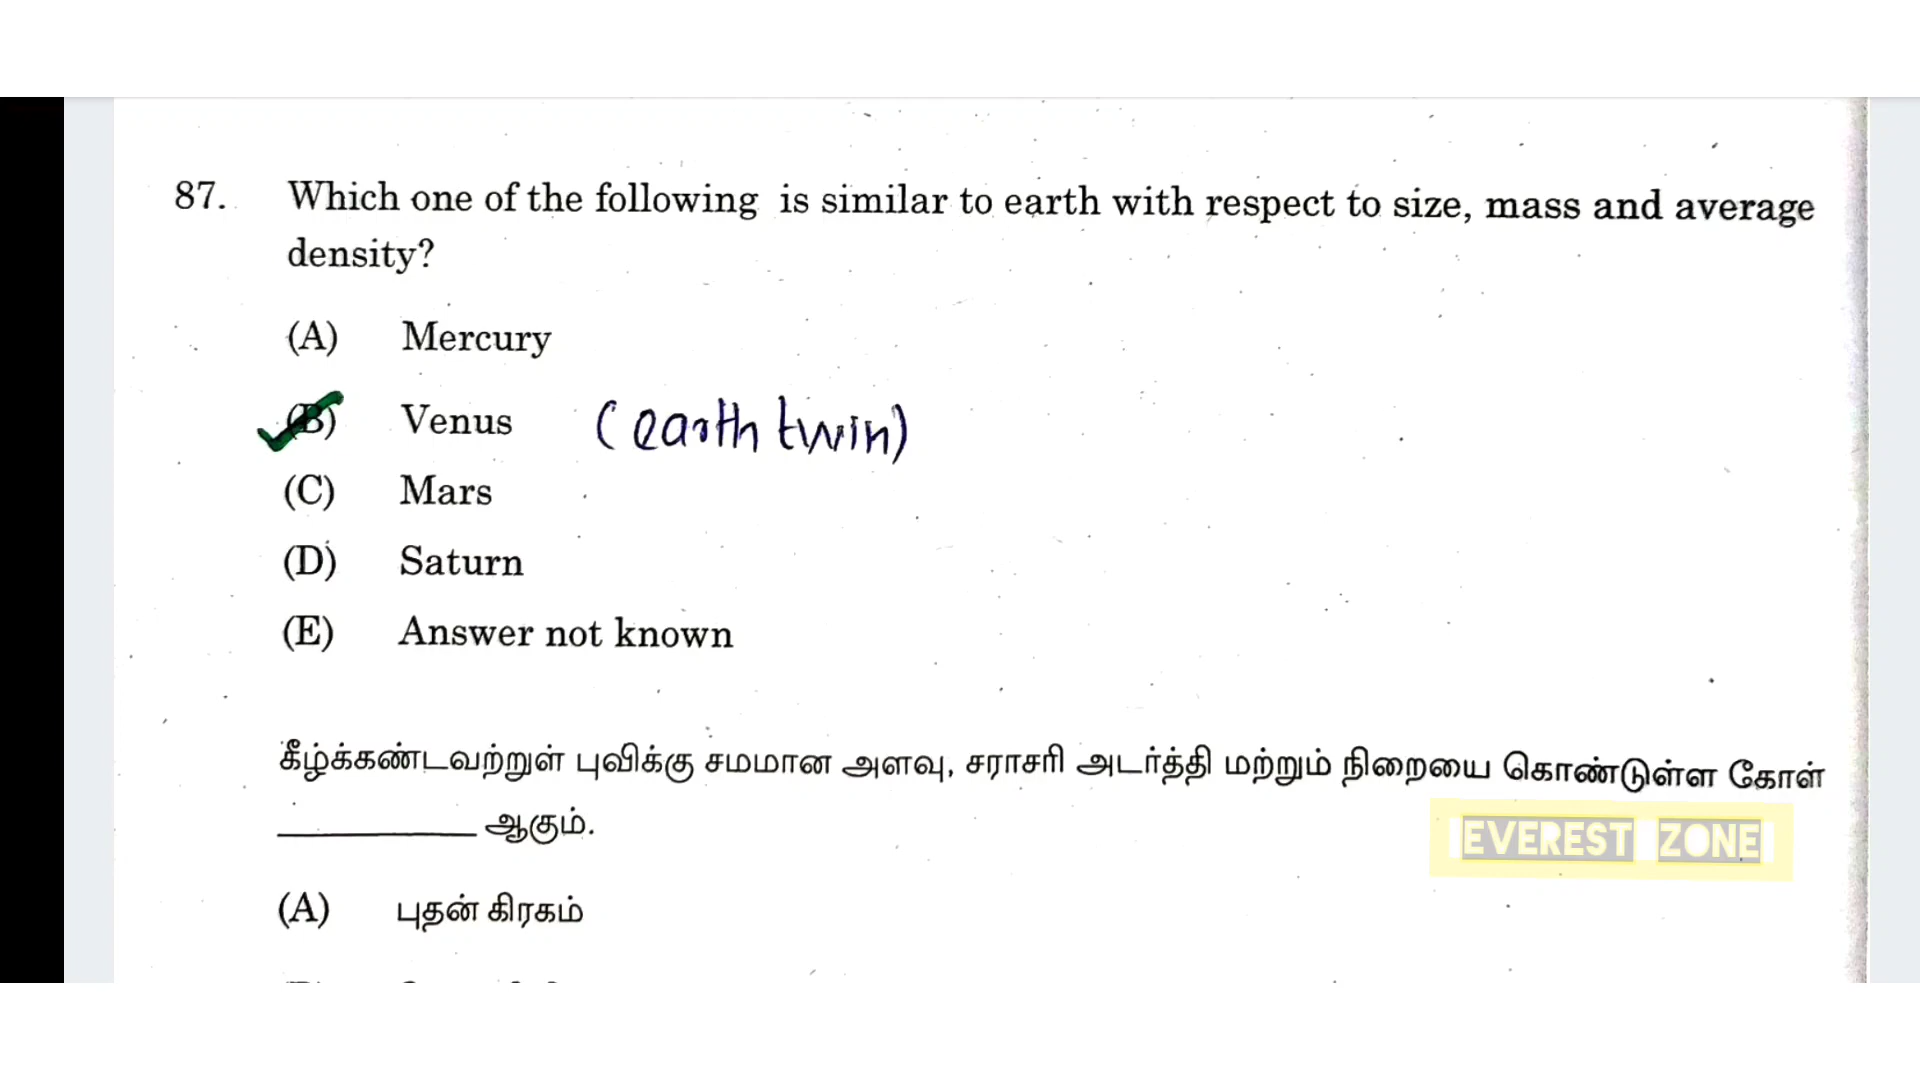 87. Which one of the following is similar to earth with respect to size, mass and average
density?
(A) Mercury
(B) Venus (earth twin)
(C) Mars
(D) Saturn
(E) Answer not known
கீழ்க்கண்டவற்றுள் புவிக்கு சமமான அளவு, சராசரி அடர்த்தி மற்றும் நிறையை கொண்டுள்ள கோள்
____________ ஆகும்.
EVEREST ZONE
(A) புதன் கிரகம்